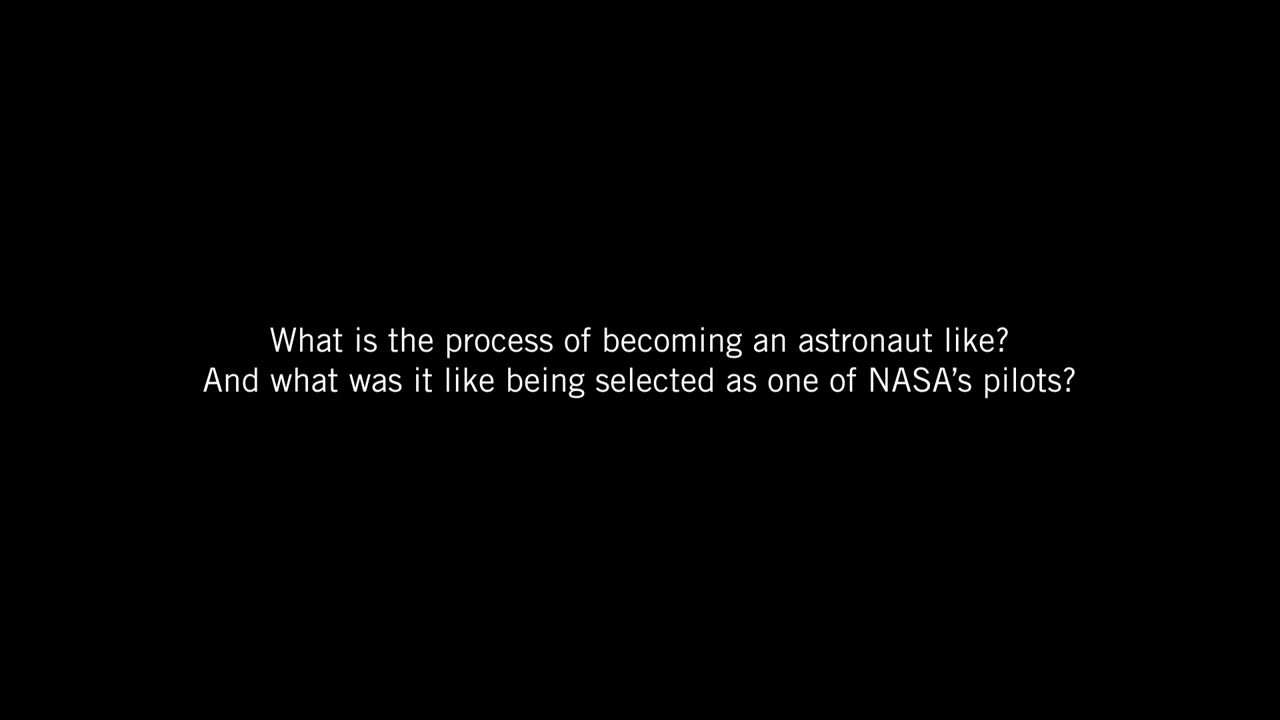 What is the process of becoming an astronaut like?
And what was it like being selected as one of NASA’s pilots?